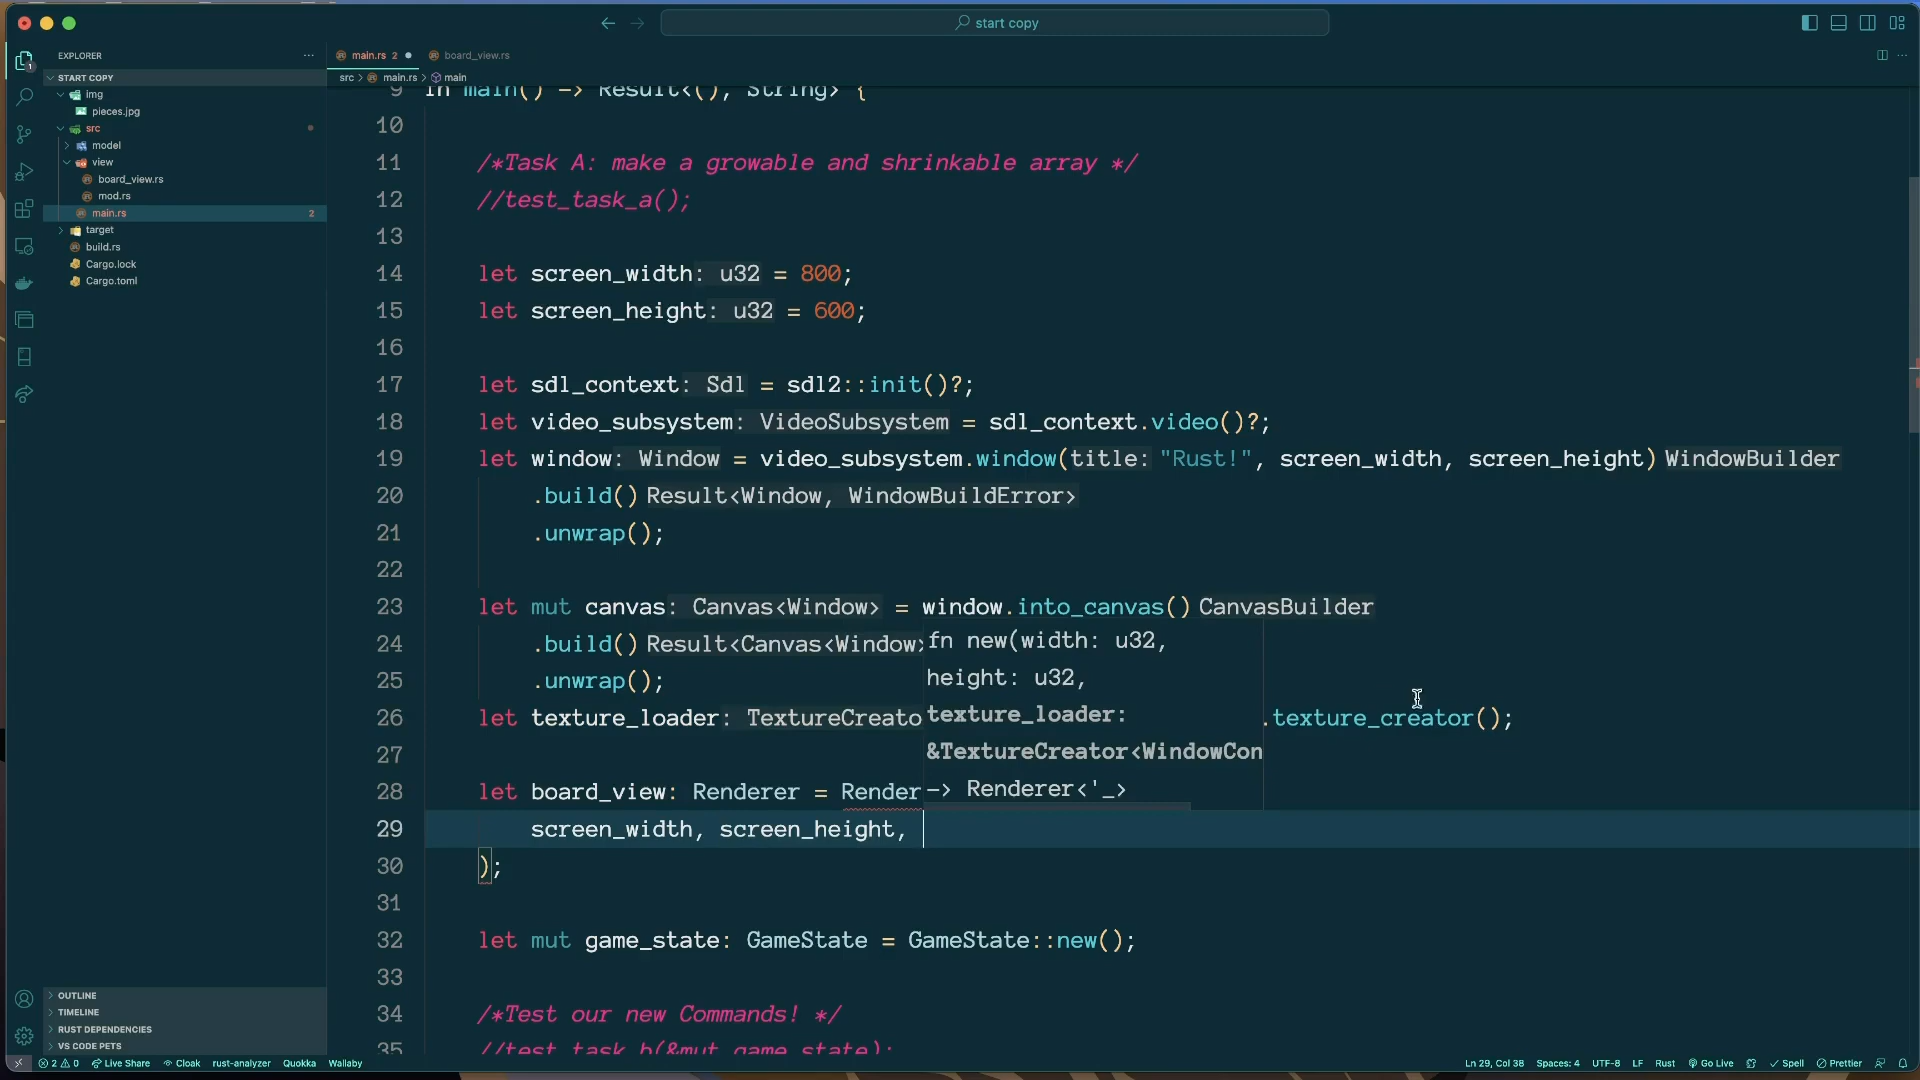 start copy
EXPLORER
main.rs 2
board_view.rs
START COPY
src > main.rs > main
img
pieces.jpg
src
model
view
board_view.rs
mod.rs
main.rs 2
target
build.rs
Cargo.lock
Cargo.toml
9 fn main() -> Result<(), String> {
10
11 /*Task A: make a growable and shrinkable array */
12 //test_task_a();
13
14 let screen_width: u32 = 800;
15 let screen_height: u32 = 600;
16
17 let sdl_context: Sdl = sdl2::init()?;
18 let video_subsystem: VideoSubsystem = sdl_context.video()?;
19 let window: Window = video_subsystem.window(title: "Rust!", screen_width, screen_height) WindowBuilder
20 .build() Result<Window, WindowBuildError>
21 .unwrap();
22
23 let mut canvas: Canvas<Window> = window.into_canvas() CanvasBuilder
24 .build() Result<Canvas<Window>
25 .unwrap();
26 let texture_loader: TextureCreato .texture_creator();
27
28 let board_view: Renderer = Render
29 screen_width, screen_height,
30 );
31
32 let mut game_state: GameState = GameState::new();
33
34 /*Test our new Commands! */
35 //test_task_b(&mut game_state);
fn new(width: u32,
height: u32,
texture_loader:
&TextureCreator<WindowCon
-> Renderer<'_>
OUTLINE
TIMELINE
RUST DEPENDENCIES
VS CODE PETS
2 0 Live Share Cloak rust-analyzer Quokka Wallaby
Ln 29, Col 38 Spaces: 4 UTF-8 LF Rust Go Live Spell Prettier